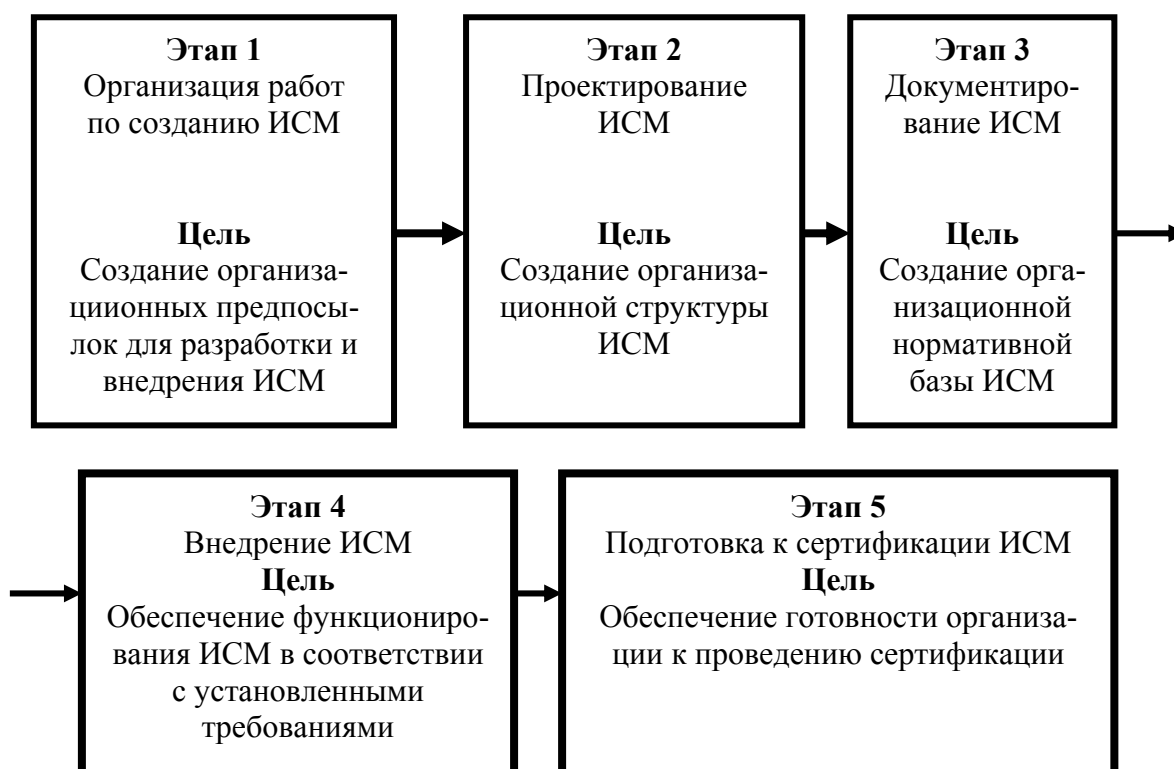 Этап 1
Организация работ
по созданию ИСМ
Цель
Создание организа-
циионных предпосы-
лок для разработки и
внедрения ИСМ
Этап 2
Проектирование
ИСМ
Цель
Создание организа-
ционной структуры
ИСМ
Этап 3
Документиро-
вание ИСМ
Цель
Создание орга-
низационной
нормативной
базы ИСМ
Этап 4
Внедрение ИСМ
Цель
Обеспечение функциониро-
вания ИСМ в соответствии
с установленными
требованиями
Этап 5
Подготовка к сертификации ИСМ
Цель
Обеспечение готовности организа-
ции к проведению сертификации